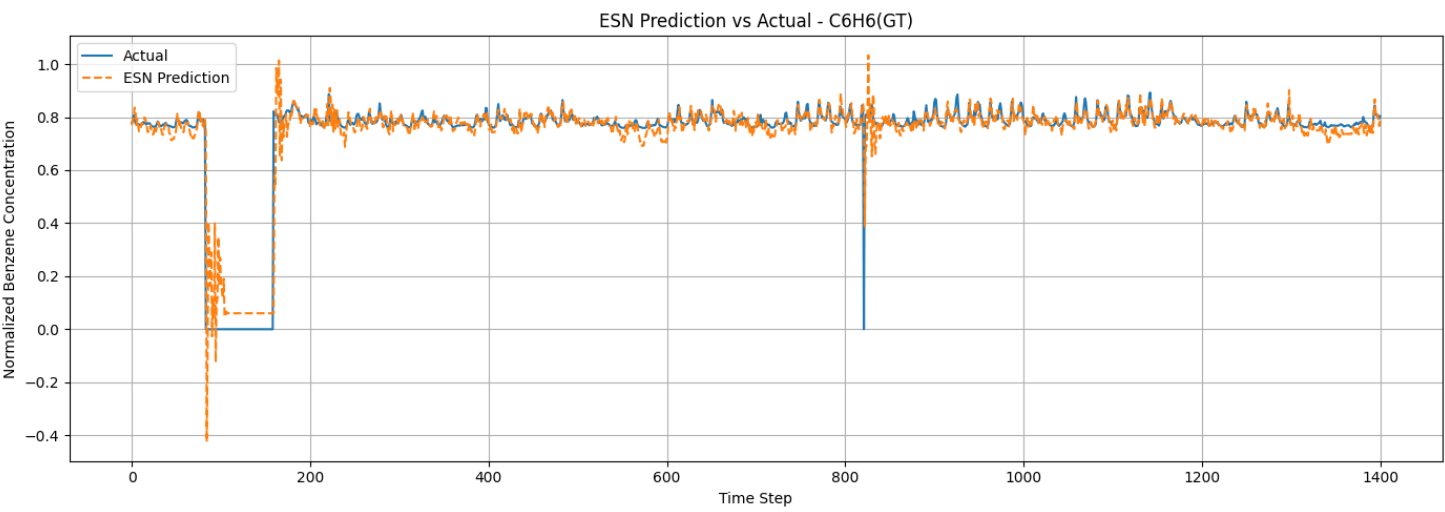 ESN Prediction vs Actual - C6H6(GT)
Actual
ESN Prediction
Normalized Benzene Concentration
1.0
0.8
0.6
0.4
0.2
0.0
−0.2
−0.4
0 200 400 600 800 1000 1200 1400
Time Step